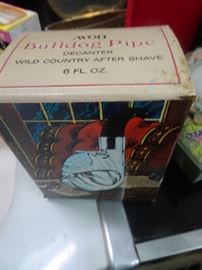 AVON
Bulldog Pipe
DECANTER
WILD COUNTRY AFTER SHAVE
6 FL. OZ.